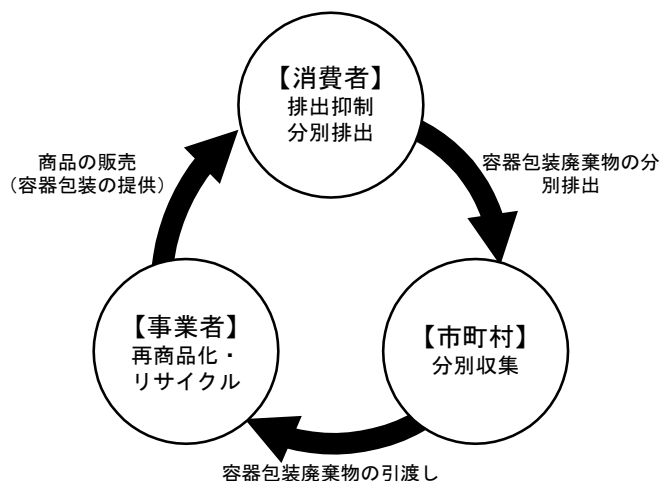 【消費者】
排出抑制
分別排出
商品の販売
（容器包装の提供）
容器包装廃棄物の分
別排出
【事業者】
再商品化・
リサイクル
【市町村】
分別収集
容器包装廃棄物の引渡し